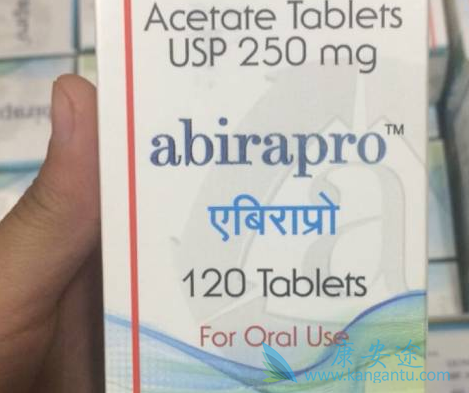 Acetate Tablets
USP 250 mg
abirapro™
एबिराप्रो
120 Tablets
For Oral Use
康安途
www.kangantu.com